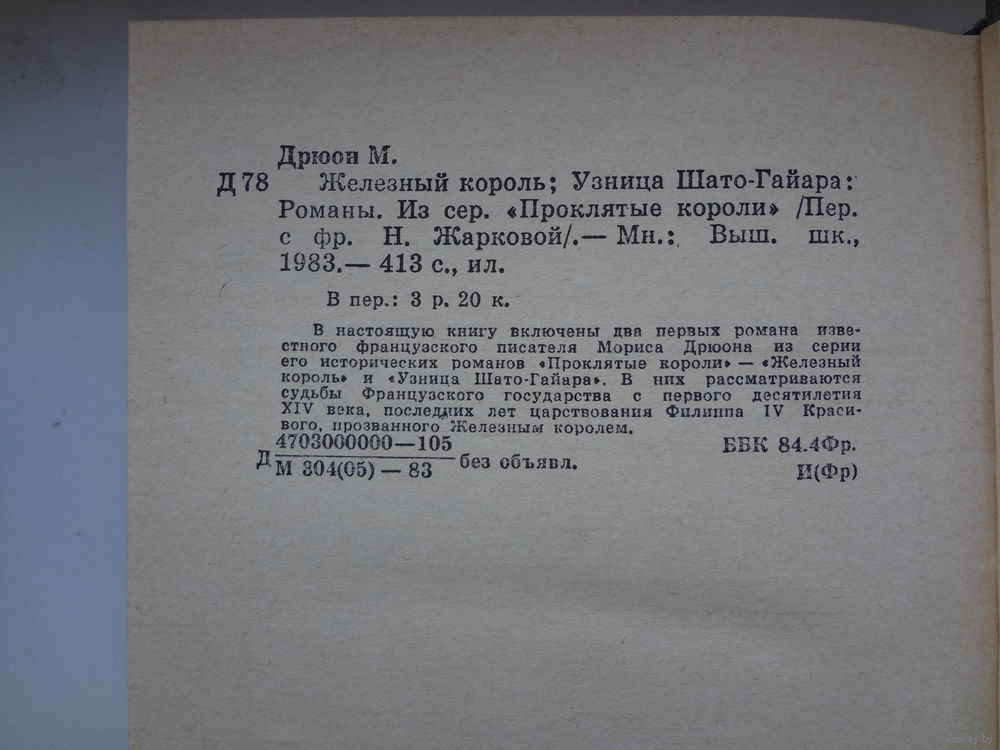 Дрюон М.
Д 78 Железный король; Узница Шато-Гайара:
Романы. Из сер. «Проклятые короли» /Пер.
с фр. Н. Жарковой/.— Мн.: Выш. шк.,
1983.— 413 с., ил.
В пер.: 3 р. 20 к.
В настоящую книгу включены два первых романа изве-
стного французского писателя Мориса Дрюона из серии
его исторических романов «Проклятые короли» — «Железный
король» и «Узница Шато-Гайара». В них рассматриваются
судьбы Французского государства с первого десятилетия
XIV века, последних лет царствования Филиппа IV Краси-
вого, прозванного Железным королем.
Д 4703000000—105
М 304(05) — 83 без объявл.
ББК 84.4Фр.
И(Фр)
www.ay.by